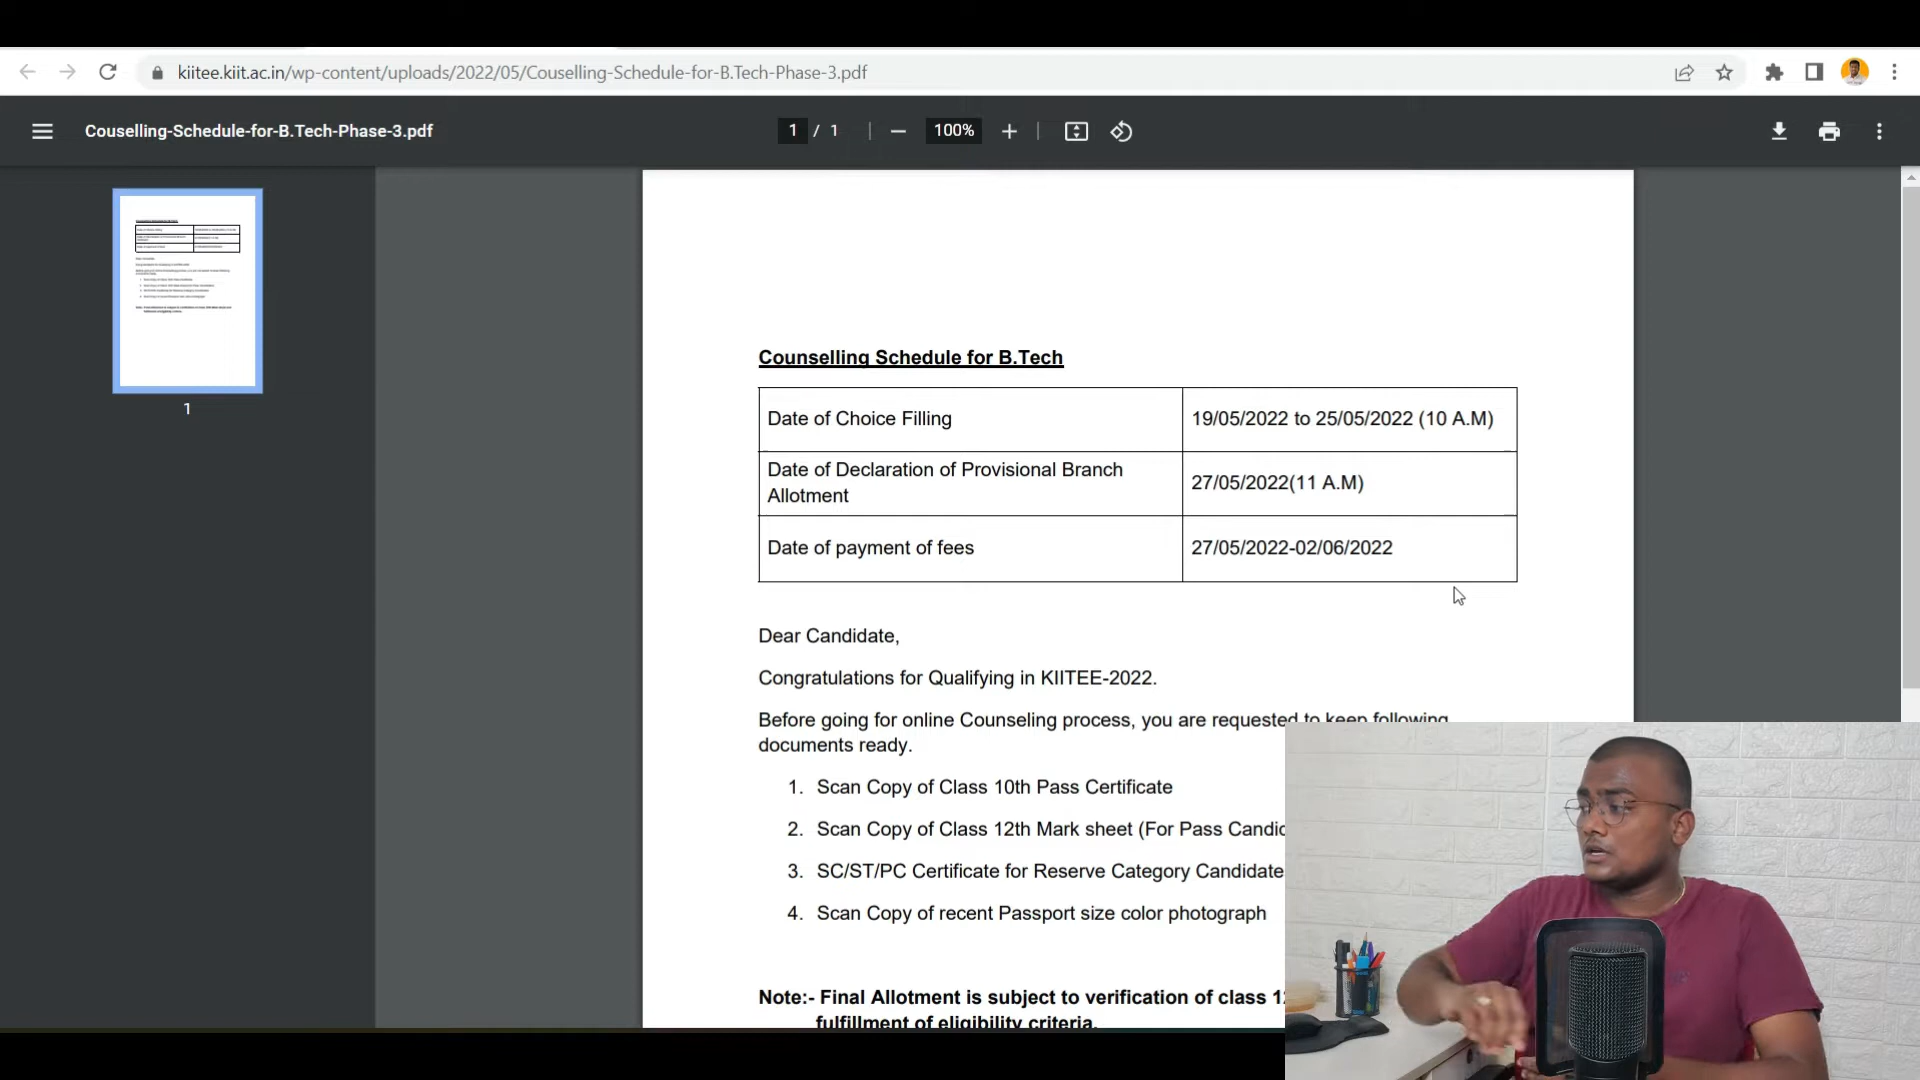 kiitee.kiit.ac.in/wp-content/uploads/2022/05/Couselling-Schedule-for-B.Tech-Phase-3.pdf
Couselling-Schedule-for-B.Tech-Phase-3.pdf
1 / 1
100%
1
Counselling Schedule for B.Tech
Date of Choice Filling 19/05/2022 to 25/05/2022 (10 A.M)
Date of Declaration of Provisional Branch
Allotment
27/05/2022(11 A.M)
Date of payment of fees 27/05/2022-02/06/2022
Dear Candidate,
Congratulations for Qualifying in KIITEE-2022.
Before going for online Counseling process, you are requested to keep following
documents ready.
1. Scan Copy of Class 10th Pass Certificate
2. Scan Copy of Class 12th Mark sheet (For Pass Candid
3. SC/ST/PC Certificate for Reserve Category Candidate
4. Scan Copy of recent Passport size color photograph
Note:- Final Allotment is subject to verification of class 1
fulfillment of eligibility criteria.